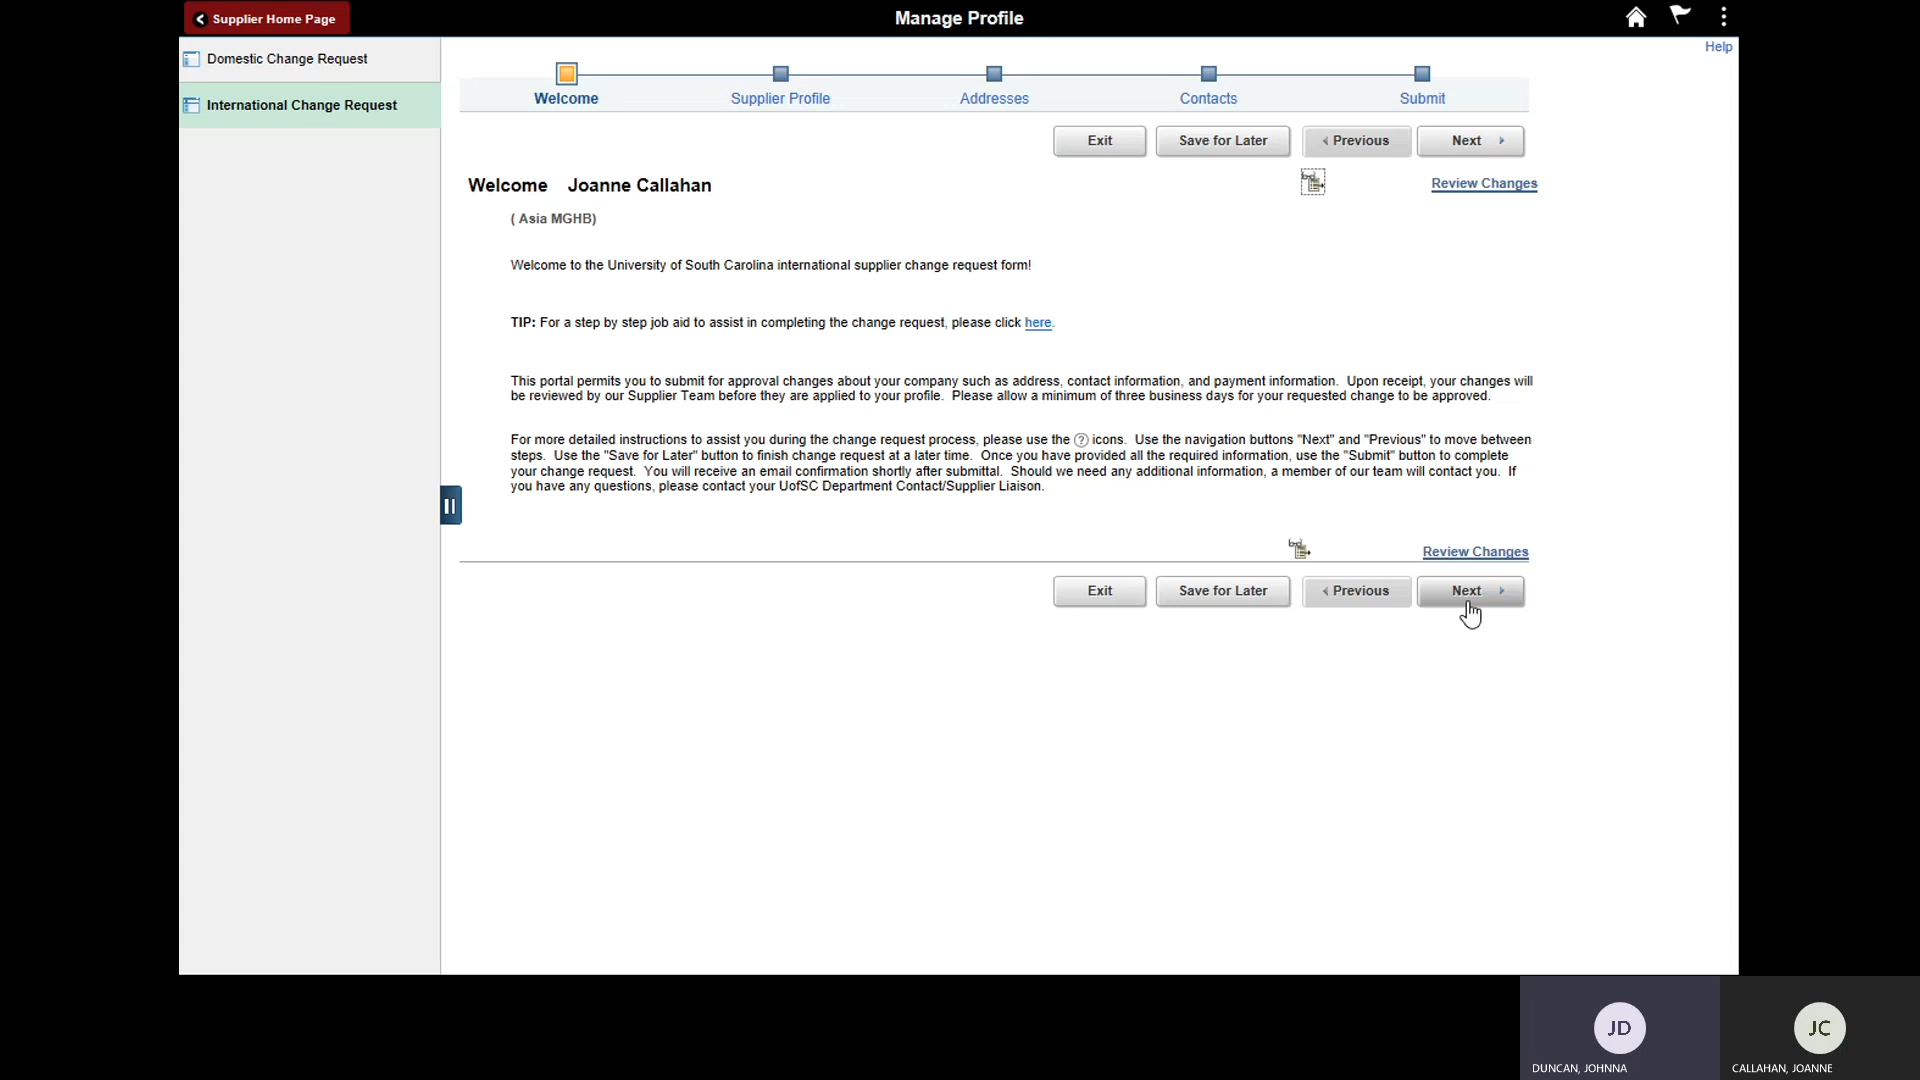 Supplier Home Page
Manage Profile
Help
Domestic Change Request
International Change Request
Welcome
Supplier Profile
Addresses
Contacts
Submit
Exit
Save for Later
Previous
Next
Welcome Joanne Callahan
Review Changes
( Asia MGHB)
Welcome to the University of South Carolina international supplier change request form!
TIP: For a step by step job aid to assist in completing the change request, please click here.
This portal permits you to submit for approval changes about your company such as address, contact information, and payment information. Upon receipt, your changes will
be reviewed by our Supplier Team before they are applied to your profile. Please allow a minimum of three business days for your requested change to be approved.
For more detailed instructions to assist you during the change request process, please use the ? icons. Use the navigation buttons "Next" and "Previous" to move between
steps. Use the "Save for Later" button to finish change request at a later time. Once you have provided all the required information, use the "Submit" button to complete
your change request. You will receive an email confirmation shortly after submittal. Should we need any additional information, a member of our team will contact you. If
you have any questions, please contact your UofSC Department Contact/Supplier Liaison.
Review Changes
Exit
Save for Later
Previous
Next
JD
JC
DUNCAN, JOHNNA
CALLAHAN, JOANNE